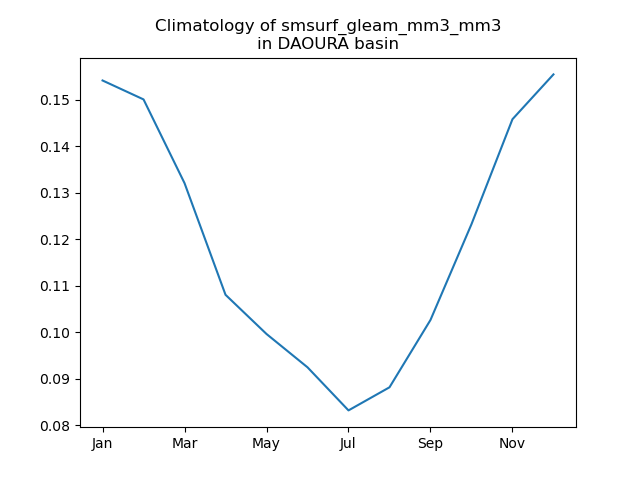 Climatology of smsurf_gleam_mm3_mm3
in DAOURA basin
0.15
0.14
0.13
0.12
0.11
0.10
0.09
0.08
Jan Mar May Jul Sep Nov